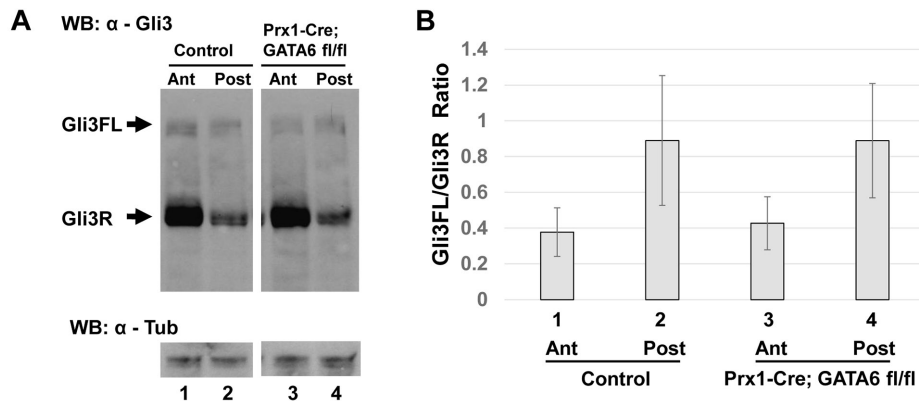 A
WB: α - Gli3
Control
Prx1-Cre;
GATA6 fl/fl
Ant Post Ant Post
Gli3FL
Gli3R
WB: α - Tub
1 2 3 4
B
Gli3FL/Gli3R Ratio
1.4
1.2
1
0.8
0.6
0.4
0.2
0
1 2 3 4
Ant Post Ant Post
Control Prx1-Cre; GATA6 fl/fl